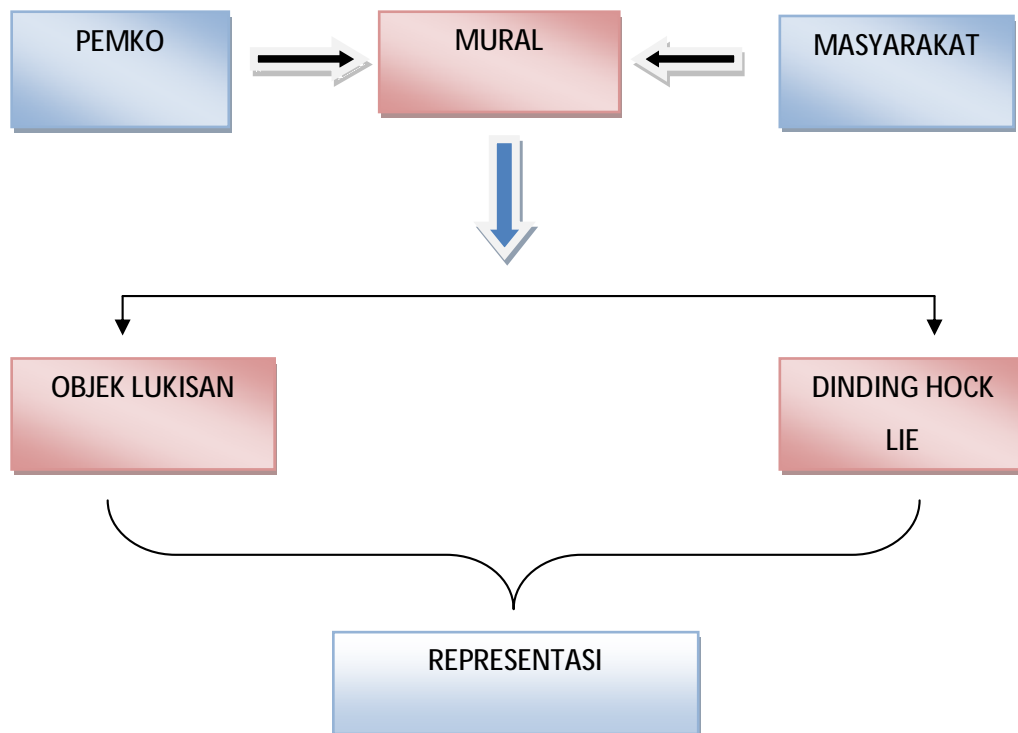 PEMKO
MURAL
MASYARAKAT
OBJEK LUKISAN
DINDING HOCK
LIE
REPRESENTASI